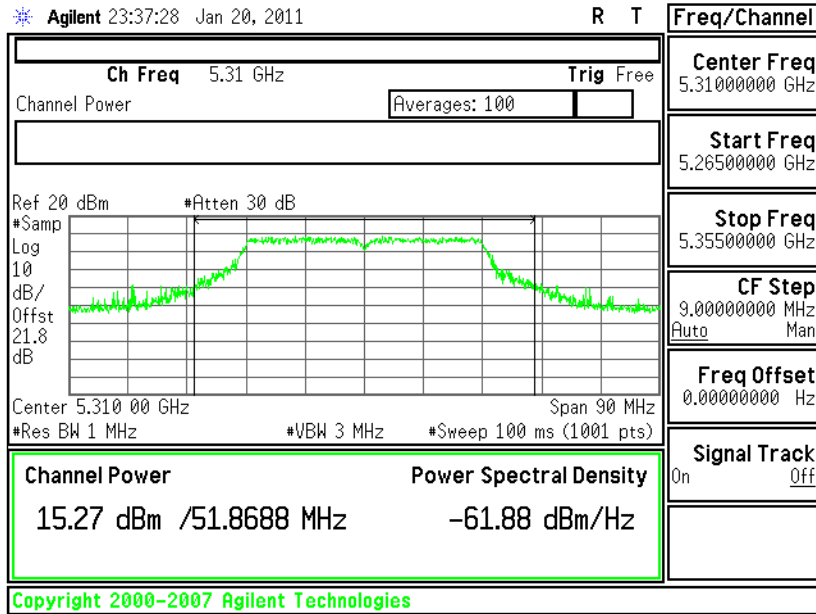 Agilent 23:37:28 Jan 20, 2011 R T
Freq/Channel
Ch Freq 5.31 GHz Trig Free
Channel Power Averages: 100
Ref 20 dBm #Atten 30 dB
#Samp
Log
10
dB/
Offst
21.8
dB
Center 5.310 00 GHz Span 90 MHz
#Res BW 1 MHz #VBW 3 MHz #Sweep 100 ms (1001 pts)
Channel Power Power Spectral Density
15.27 dBm /51.8688 MHz -61.88 dBm/Hz
Center Freq
5.31000000 GHz
Start Freq
5.26500000 GHz
Stop Freq
5.35500000 GHz
CF Step
9.00000000 MHz
Auto Man
Freq Offset
0.00000000 Hz
Signal Track
On Off
Copyright 2000-2007 Agilent Technologies